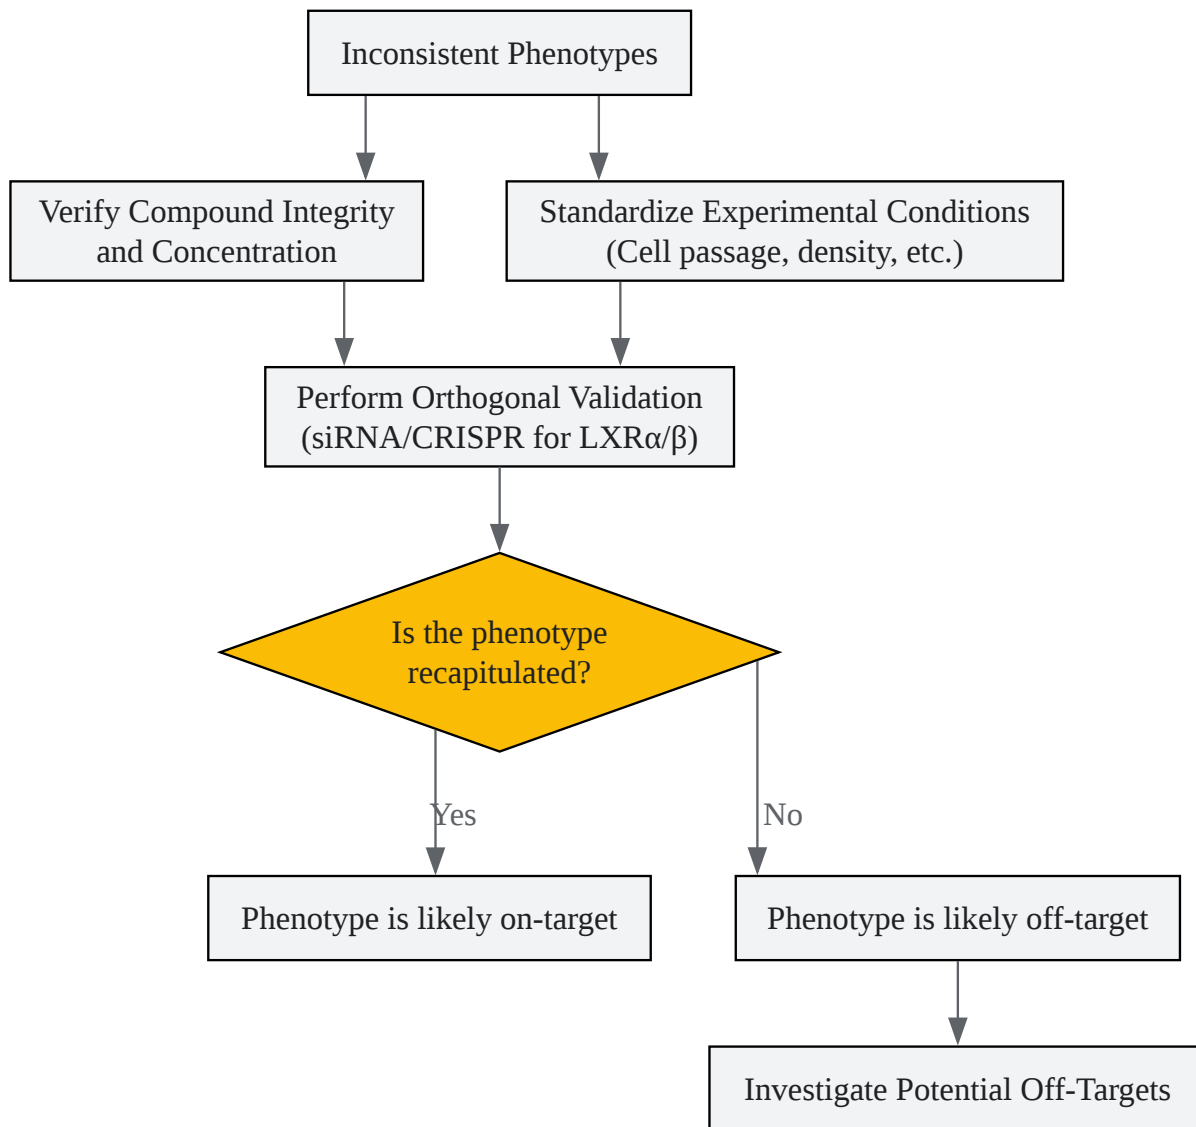 Inconsistent Phenotypes
Verify Compound Integrity
and Concentration
Standardize Experimental Conditions
(Cell passage, density, etc.)
Perform Orthogonal Validation
(siRNA/CRISPR for LXRα/β)
Is the phenotype
recapitulated?
Yes
No
Phenotype is likely on-target
Phenotype is likely off-target
Investigate Potential Off-Targets